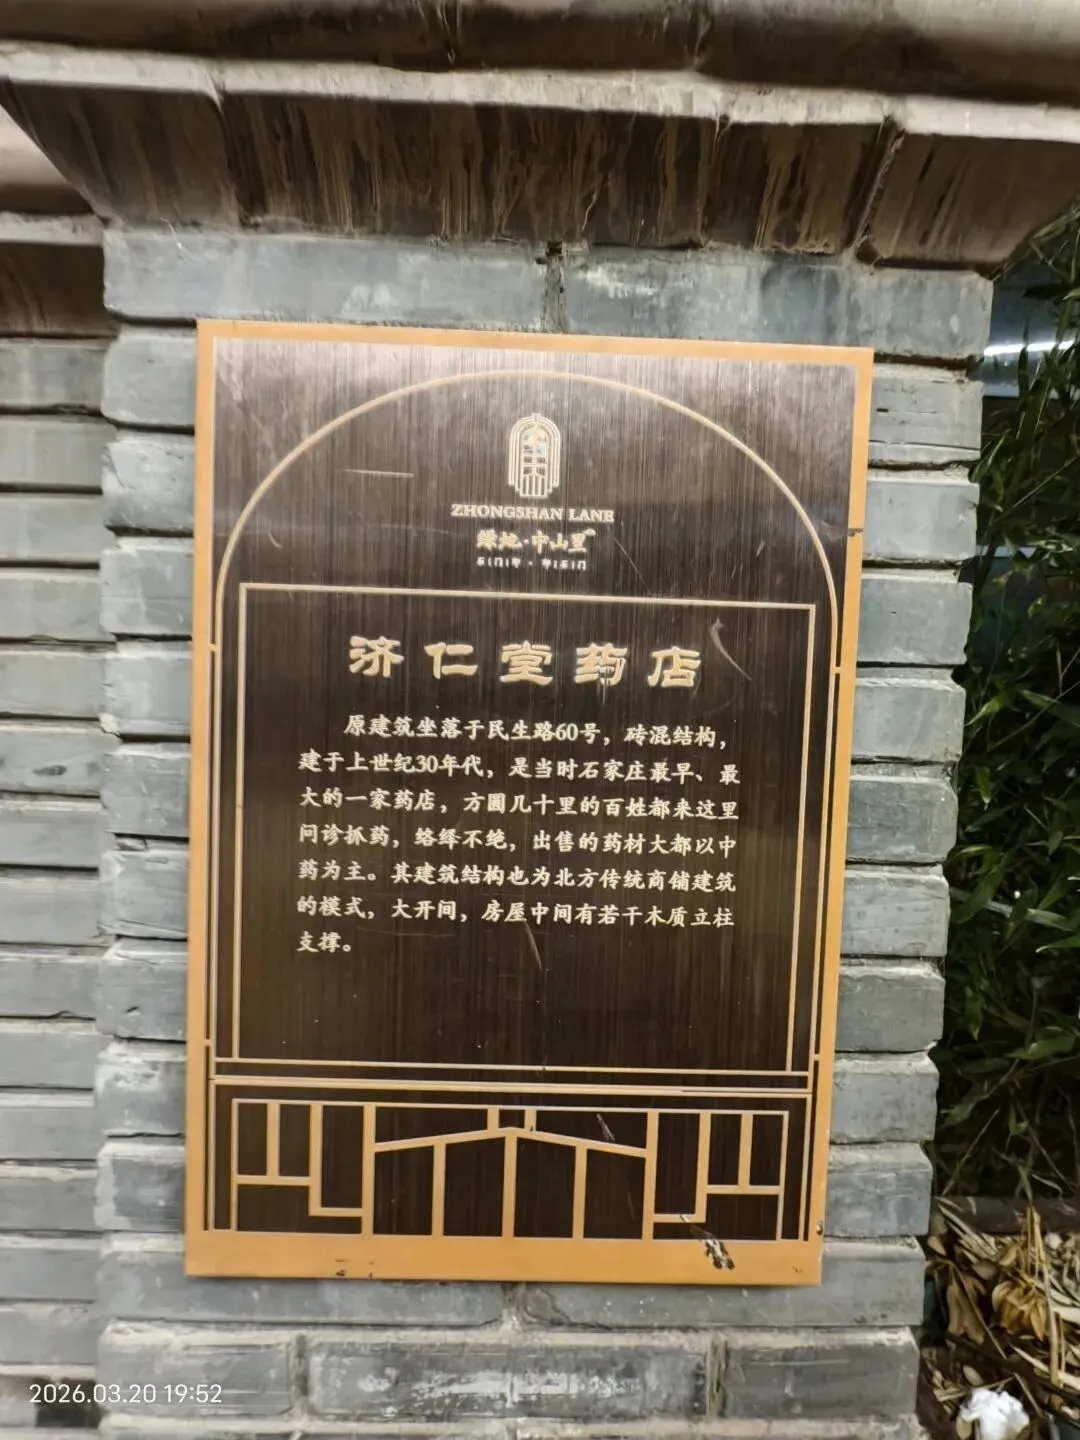 ZHONGSHAN LANE
绿地·中山里
济仁堂药店
原建筑坐落于民生路60号，砖混结构，
建于上世纪30年代，是当时石家庄最早、最
大的一家药店，方圆几十里的百姓都来这里
问诊抓药，络绎不绝，出售的药材大都以中
药为主。其建筑结构也为北方传统商铺建筑
的模式，大开间，房屋中间有若干木质立柱
支撑。
2026.03.20 19:52